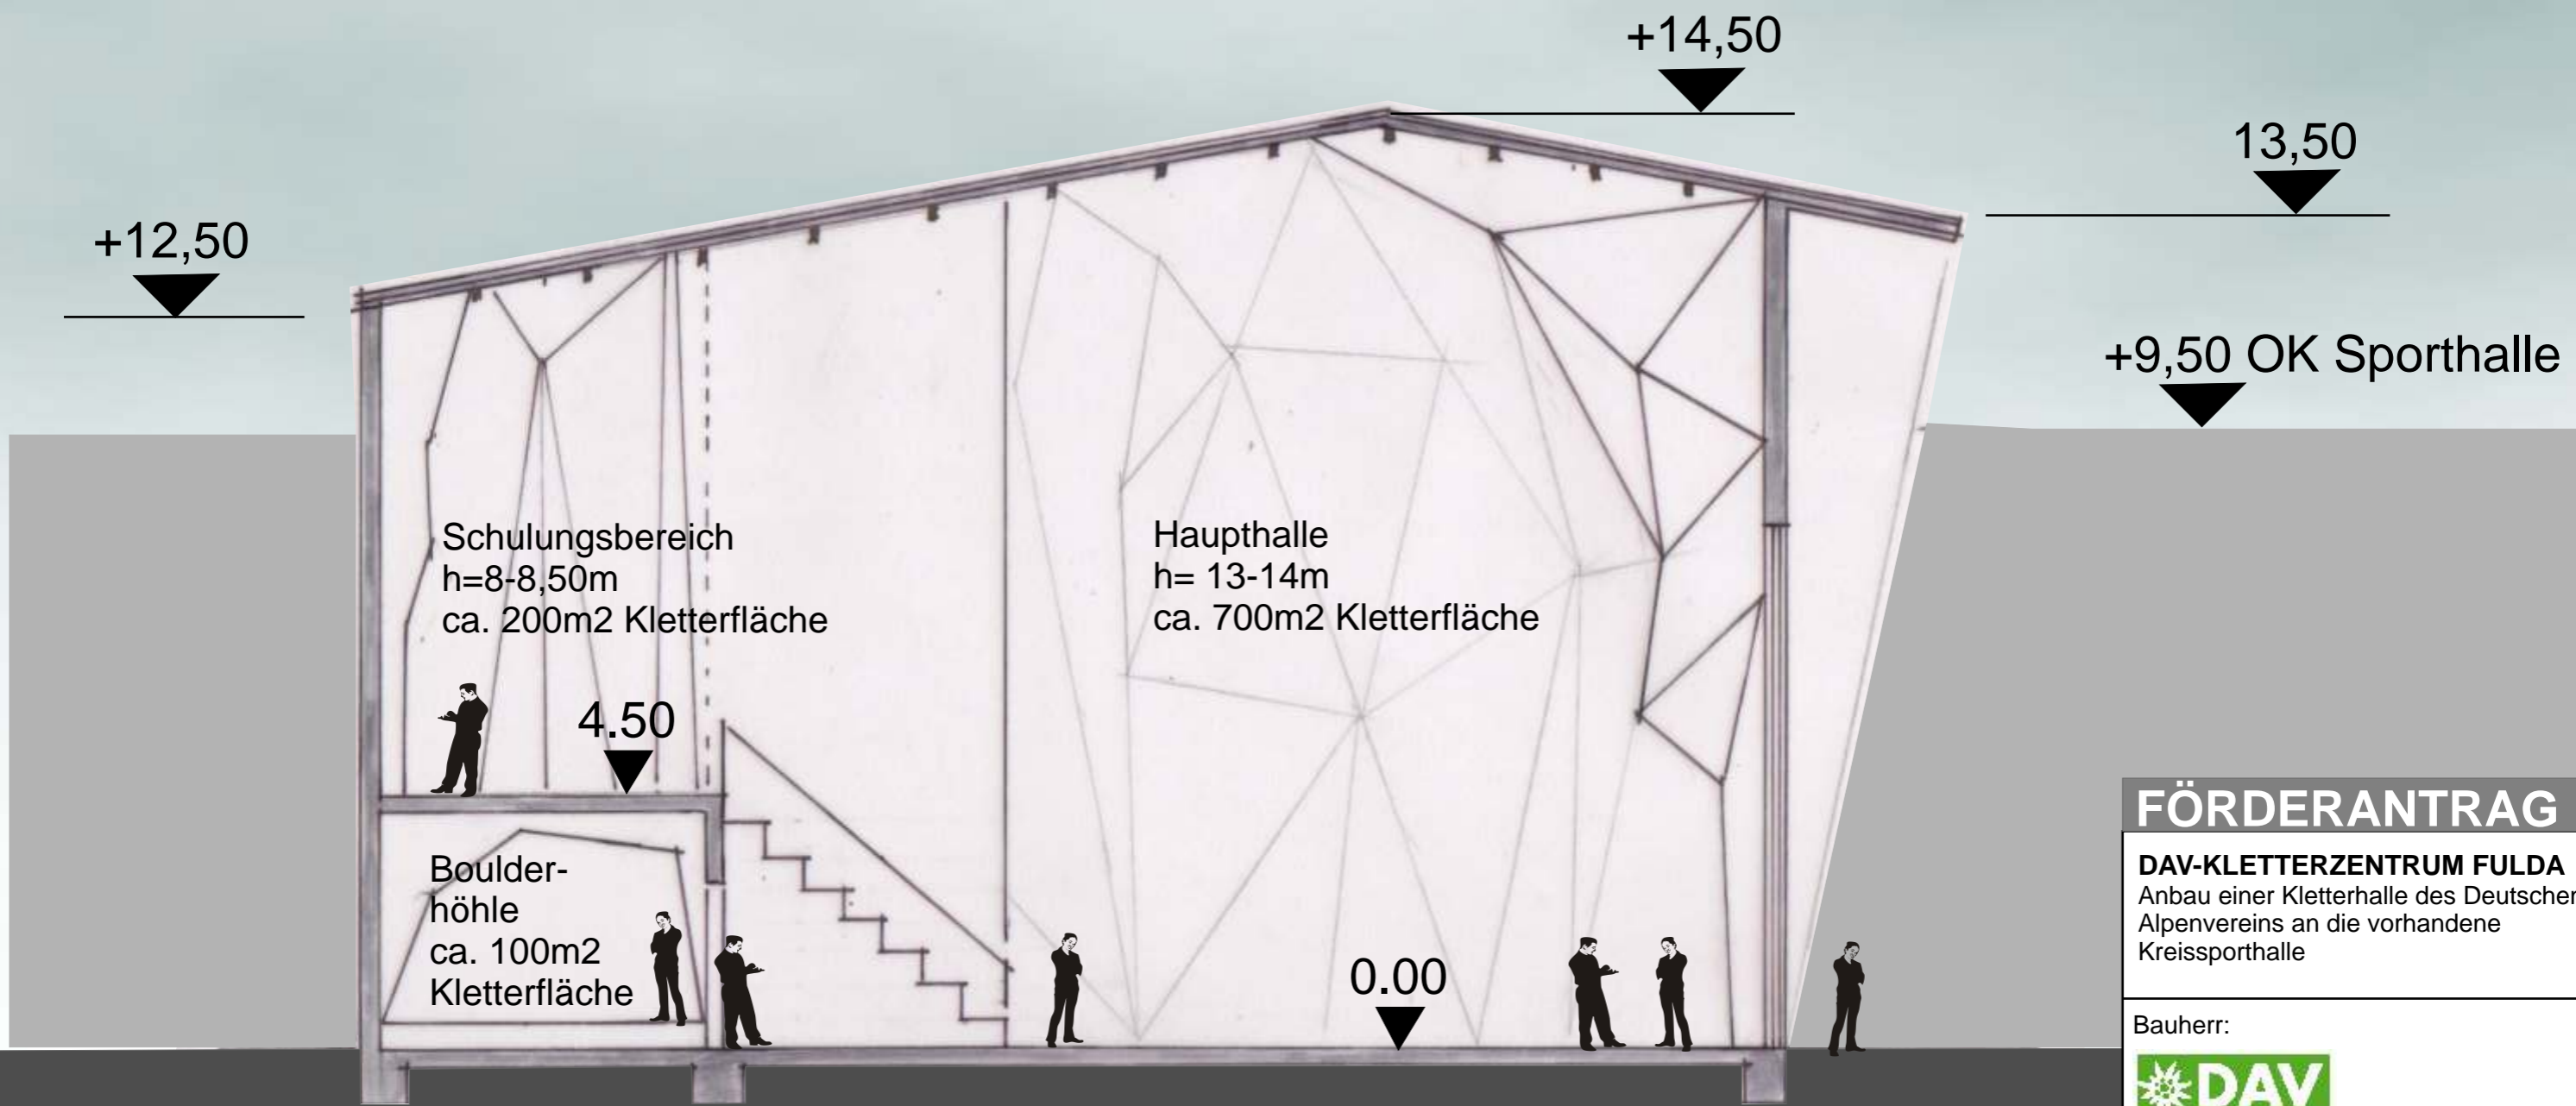 +14,50
13,50
+12,50
+9,50 OK Sporthalle
Schulungsbereich
h=8-8,50m
ca. 200m2 Kletterfläche
Haupthalle
h= 13-14m
ca. 700m2 Kletterfläche
4.50
Boulder-
höhle
ca. 100m2
Kletterfläche
0.00
FÖRDERANTRAG
DAV-KLETTERZENTRUM FULDA
Anbau einer Kletterhalle des Deutschen
Alpenvereins an die vorhandene
Kreissporthalle
Bauherr:
DAV